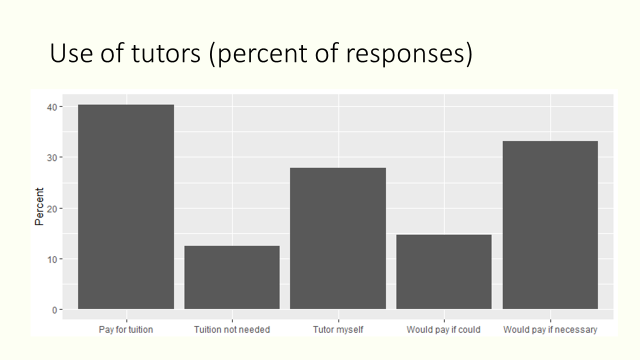 Use of tutors (percent of responses)
40
30
20
10
0
Percent
Pay for tuition
Tuition not needed
Tutor myself
Would pay if could
Would pay if necessary